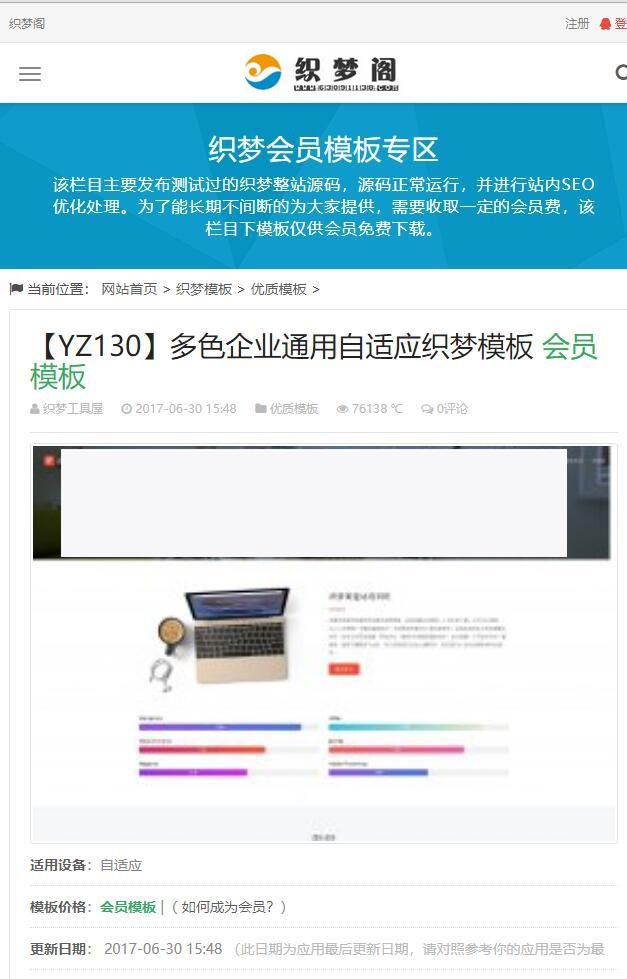 织梦阁
注册 登
织梦阁
织梦会员模板专区
该栏目主要发布测试过的织梦整站源码，源码正常运行，并进行站内SEO
优化处理。为了能长期不间断的为大家提供，需要收取一定的会员费，该
栏目下模板仅供会员免费下载。
当前位置： 网站首页 > 织梦模板 > 优质模板 >
【YZ130】多色企业通用自适应织梦模板 会员
模板
织梦工具屋 2017-06-30 15:48 优质模板 76138 ℃ 0评论
适用设备：自适应
模板价格：会员模板 |（ 如何成为会员？）
更新日期： 2017-06-30 15:48 （此日期为应用最后更新日期，请对照参考你的应用是否为最